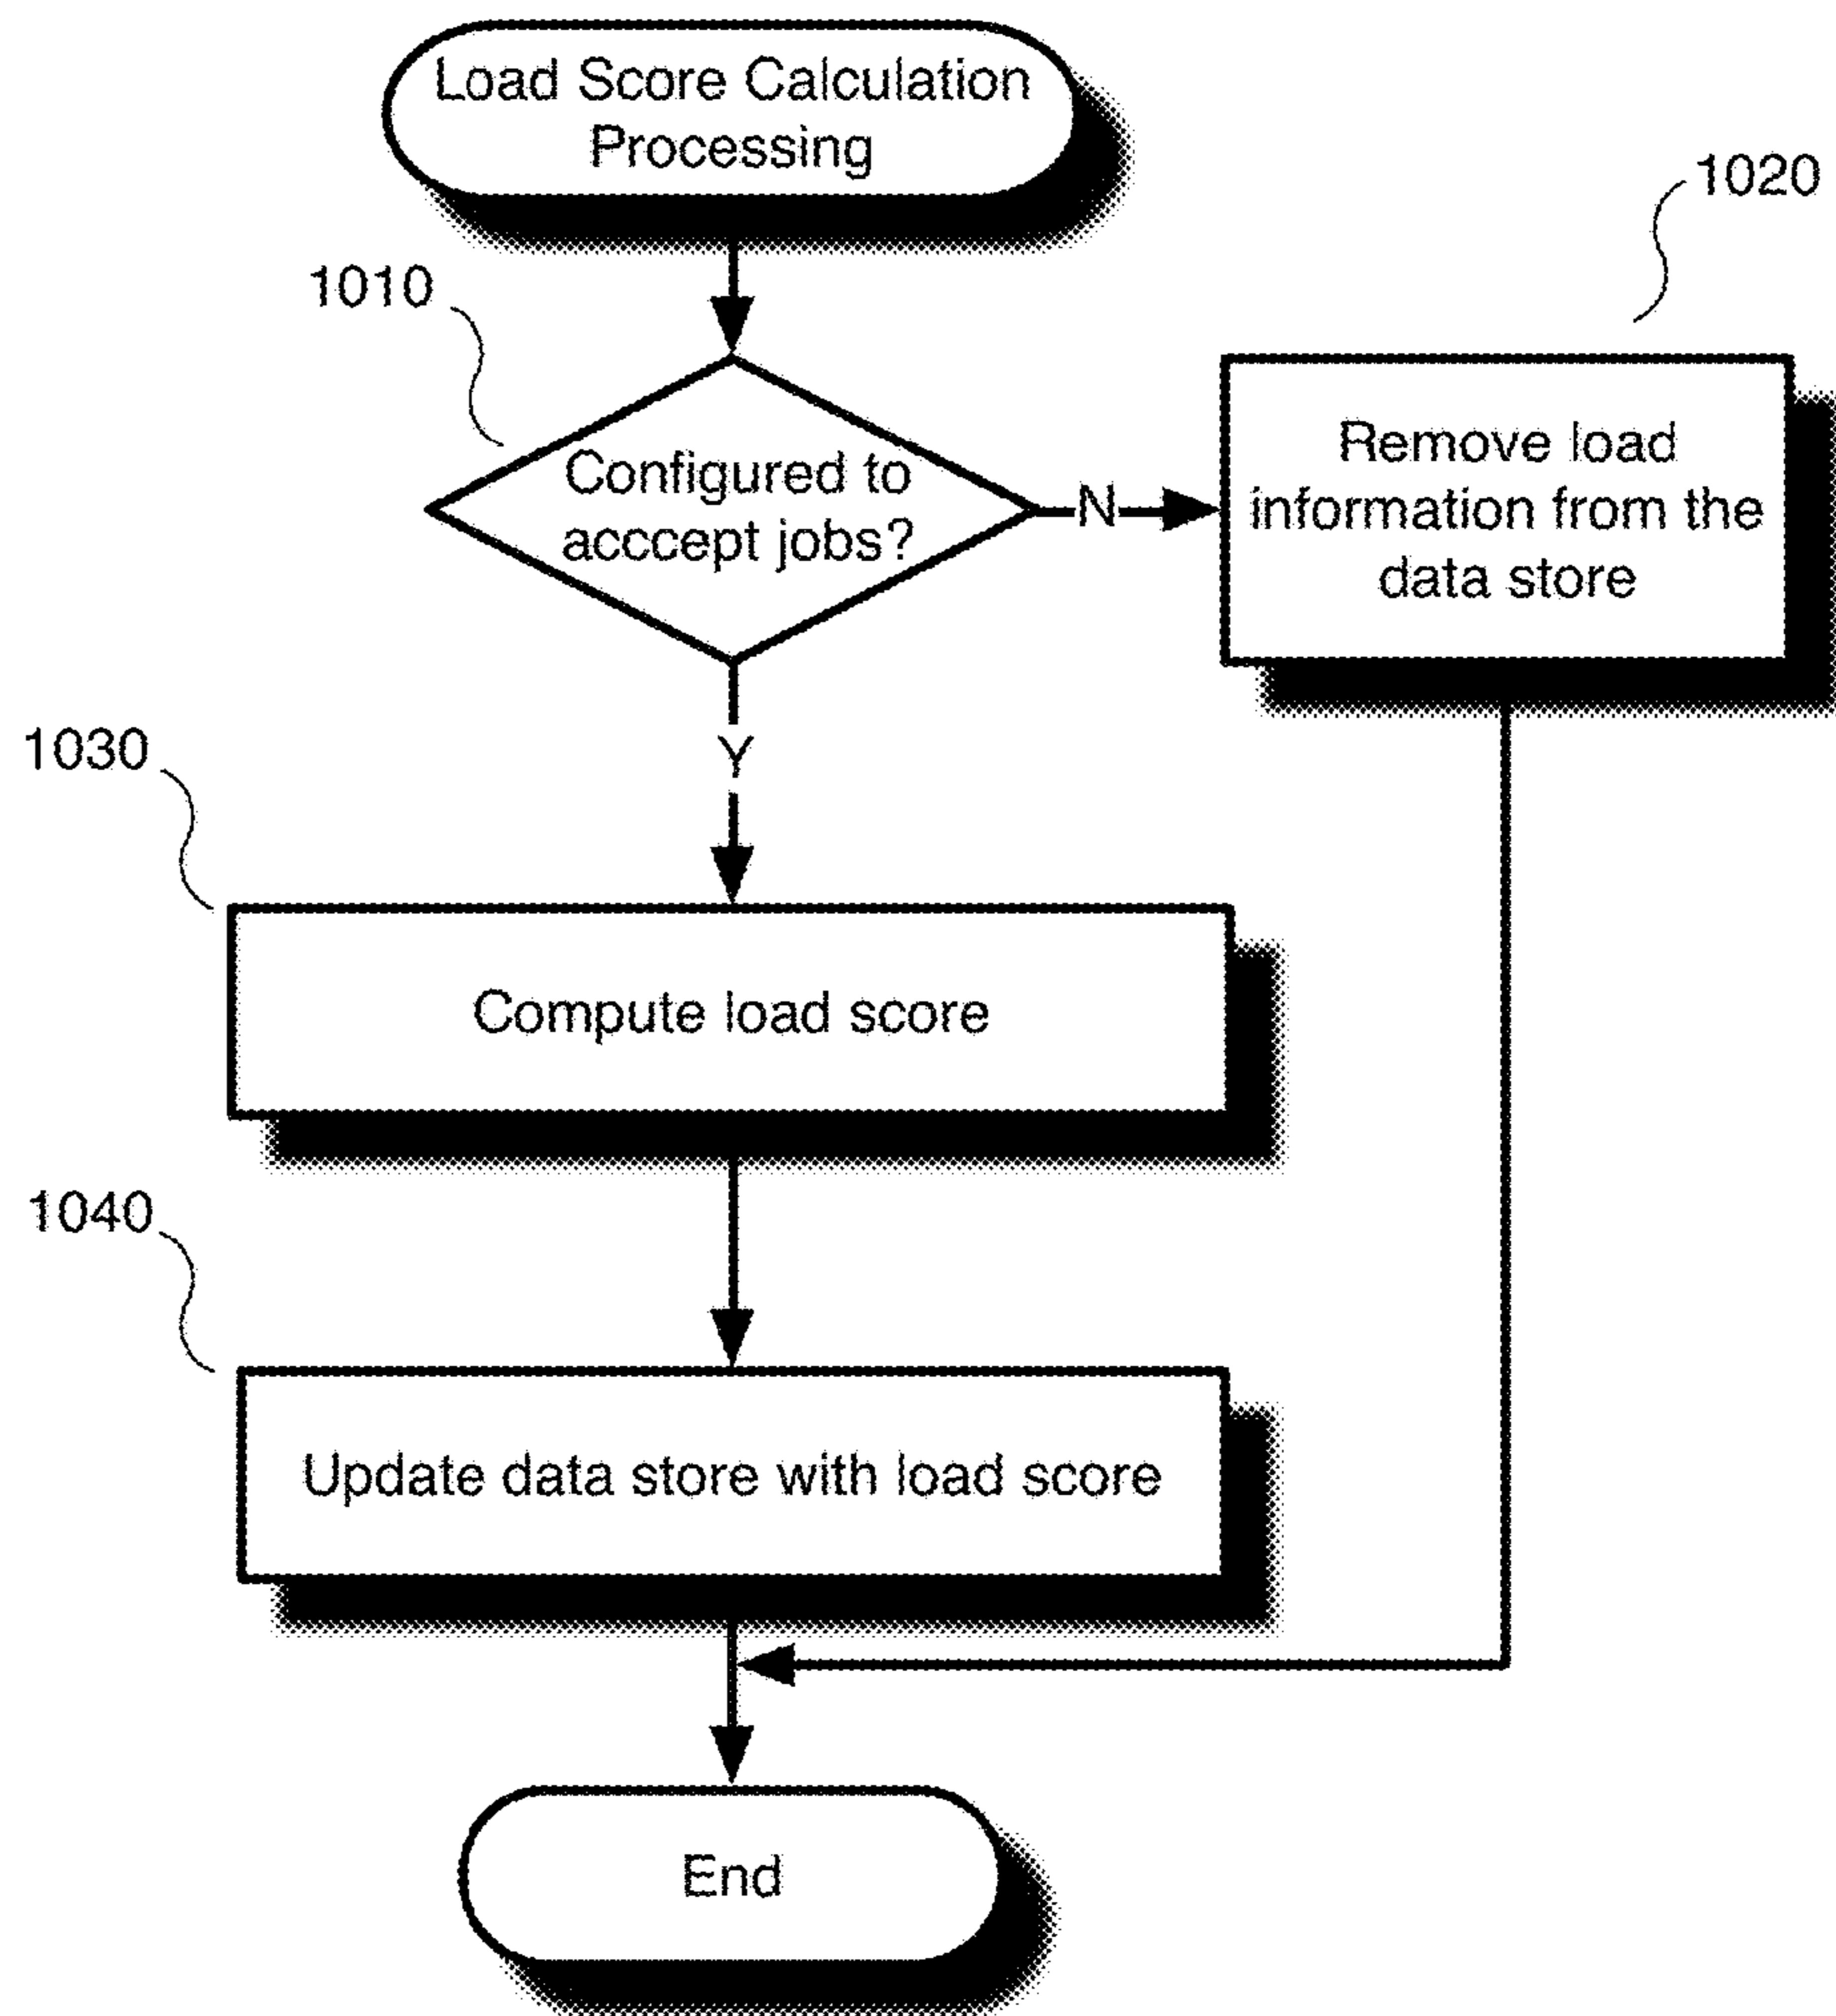 Load Score Calculation
Processing
1020
1010
Configured to
acccept jobs?
N
Remove load
information from the
data store
Y
1030
Compute load score
1040
Update data store with load score
End